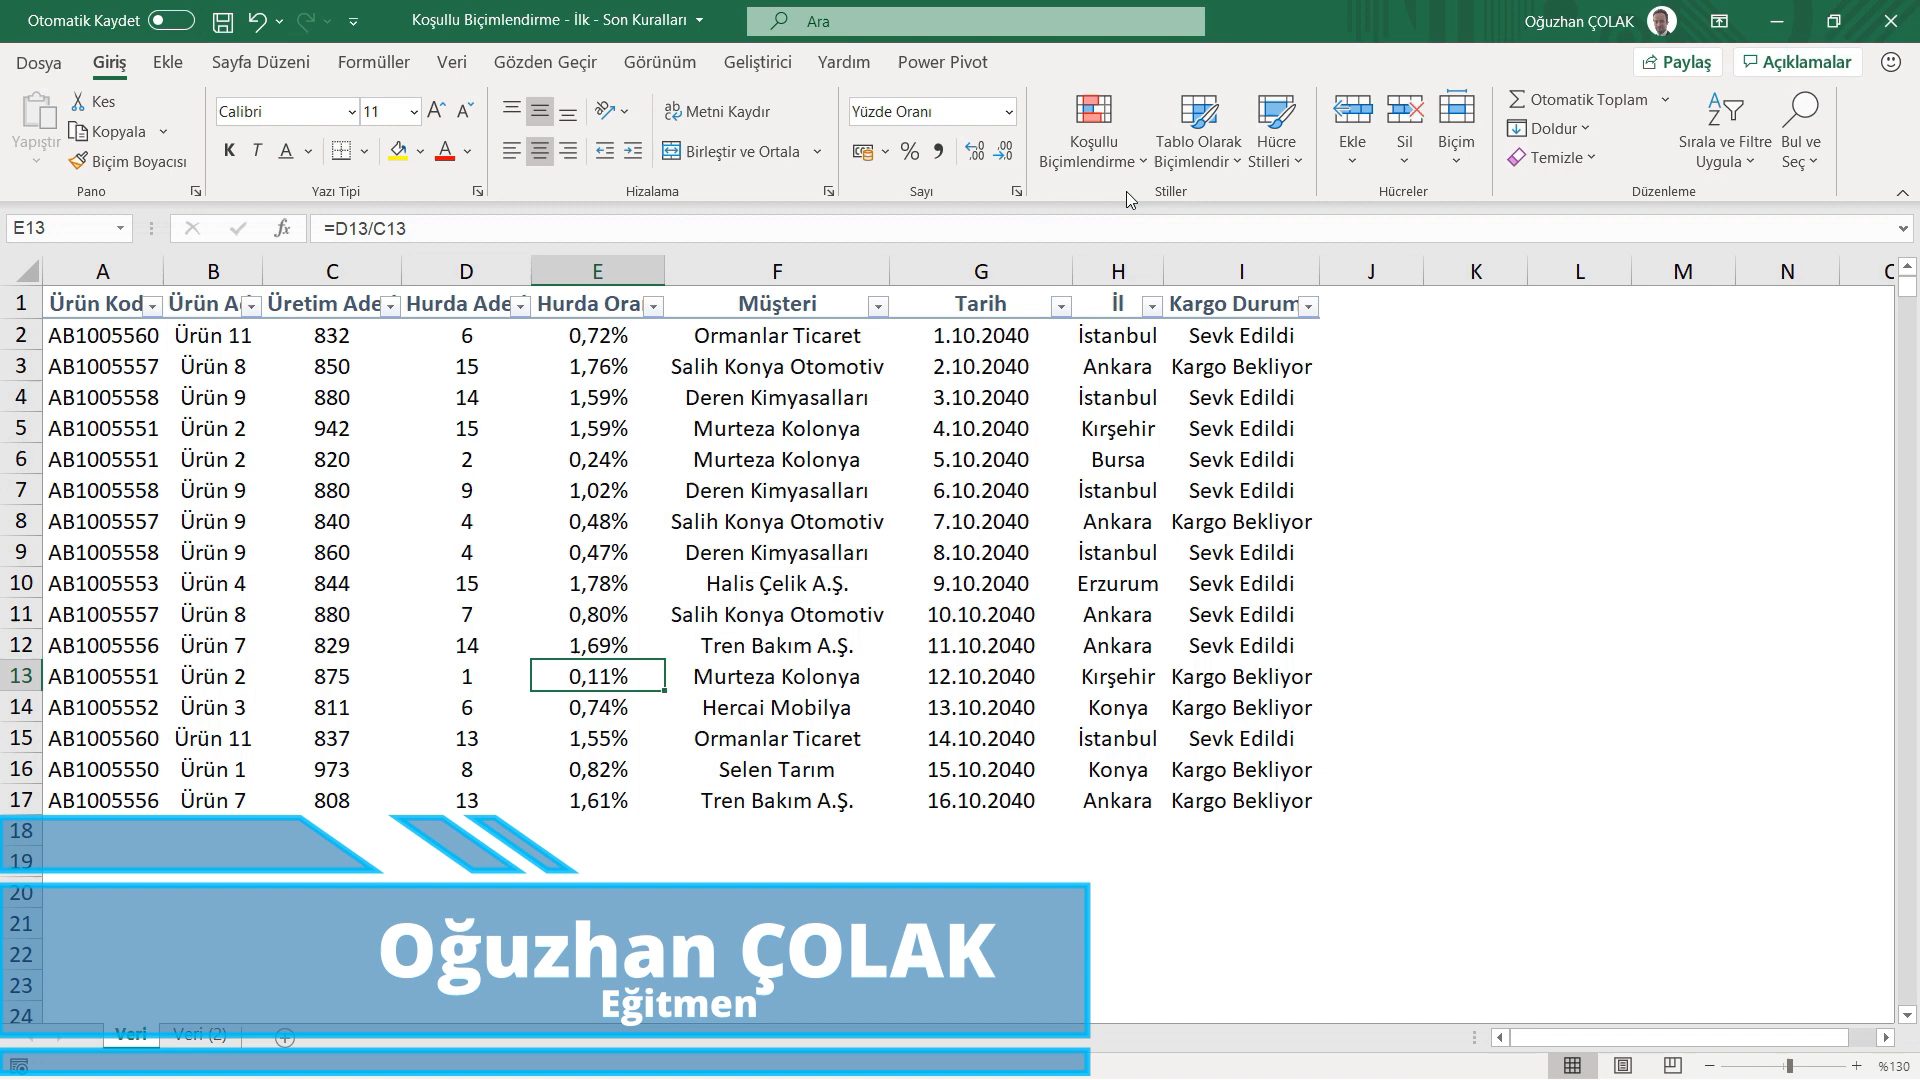 Otomatik Kaydet
Koşullu Biçimlendirme - İlk - Son Kuralları
Ara
Oğuzhan ÇOLAK
Dosya Giriş Ekle Sayfa Düzeni Formüller Veri Gözden Geçir Görünüm Geliştirici Yardım Power Pivot Paylaş Açıklamalar
Yapıştır
Kes
Kopyala
Biçim Boyacısı
Pano
Calibri 11
K T A
Yazı Tipi
Metni Kaydır
Birleştir ve Ortala
Hizalama
Yüzde Oranı
Sayı
Koşullu Biçimlendirme
Tablo Olarak Biçimlendir
Hücre Stilleri
Stiller
Ekle Sil Biçim
Hücreler
Otomatik Toplam
Doldur
Temizle
Sırala ve Filtre Uygula
Bul ve Seç
Düzenleme
E13 fx =D13/C13
A B C D E F G H I J K L M N
1 Ürün Kod Ürün A Üretim Ade Hurda Ade Hurda Ora Müşteri Tarih İl Kargo Durum
2 AB1005560 Ürün 11 832 6 0,72% Ormanlar Ticaret 1.10.2040 İstanbul Sevk Edildi
3 AB1005557 Ürün 8 850 15 1,76% Salih Konya Otomotiv 2.10.2040 Ankara Kargo Bekliyor
4 AB1005558 Ürün 9 880 14 1,59% Deren Kimyasalları 3.10.2040 İstanbul Sevk Edildi
5 AB1005551 Ürün 2 942 15 1,59% Murteza Kolonya 4.10.2040 Kırşehir Sevk Edildi
6 AB1005551 Ürün 2 820 2 0,24% Murteza Kolonya 5.10.2040 Bursa Sevk Edildi
7 AB1005558 Ürün 9 880 9 1,02% Deren Kimyasalları 6.10.2040 İstanbul Sevk Edildi
8 AB1005557 Ürün 9 840 4 0,48% Salih Konya Otomotiv 7.10.2040 Ankara Kargo Bekliyor
9 AB1005558 Ürün 9 860 4 0,47% Deren Kimyasalları 8.10.2040 İstanbul Sevk Edildi
10 AB1005553 Ürün 4 844 15 1,78% Halis Çelik A.Ş. 9.10.2040 Erzurum Sevk Edildi
11 AB1005557 Ürün 8 880 7 0,80% Salih Konya Otomotiv 10.10.2040 Ankara Sevk Edildi
12 AB1005556 Ürün 7 829 14 1,69% Tren Bakım A.Ş. 11.10.2040 Ankara Sevk Edildi
13 AB1005551 Ürün 2 875 1 0,11% Murteza Kolonya 12.10.2040 Kırşehir Kargo Bekliyor
14 AB1005552 Ürün 3 811 6 0,74% Hercai Mobilya 13.10.2040 Konya Kargo Bekliyor
15 AB1005560 Ürün 11 837 13 1,55% Ormanlar Ticaret 14.10.2040 İstanbul Sevk Edildi
16 AB1005550 Ürün 1 973 8 0,82% Selen Tarım 15.10.2040 Konya Kargo Bekliyor
17 AB1005556 Ürün 7 808 13 1,61% Tren Bakım A.Ş. 16.10.2040 Ankara Kargo Bekliyor
18
19
20
21
22
23
24
Oğuzhan ÇOLAK
Eğitmen
Veri Veri (2)
%130